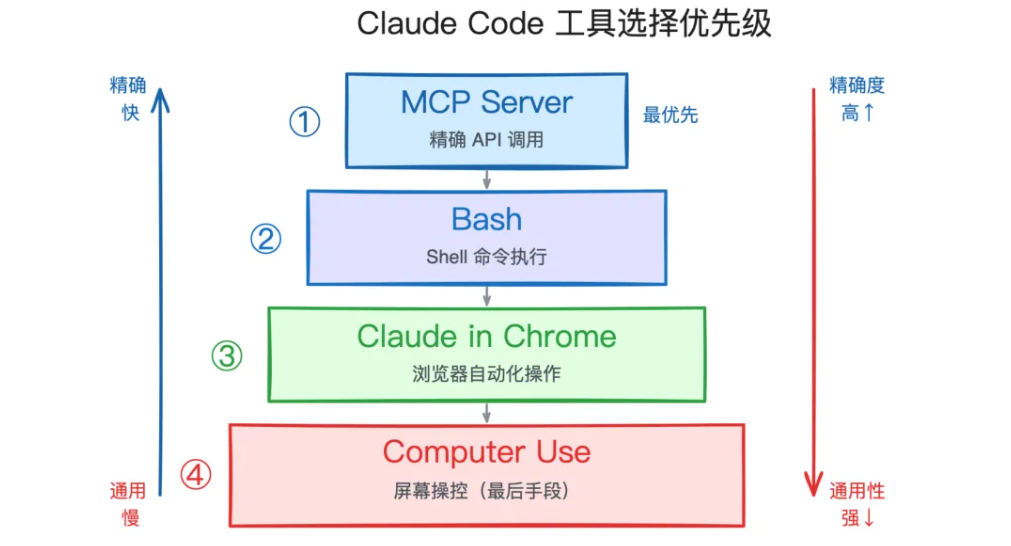 Claude Code 工具选择优先级
精确
快
①
MCP Server
精确 API 调用
最优先
精确度
高↑
②
Bash
Shell 命令执行
③
Claude in Chrome
浏览器自动化操作
④
Computer Use
屏幕操控（最后手段）
通用
慢
通用性
强↓